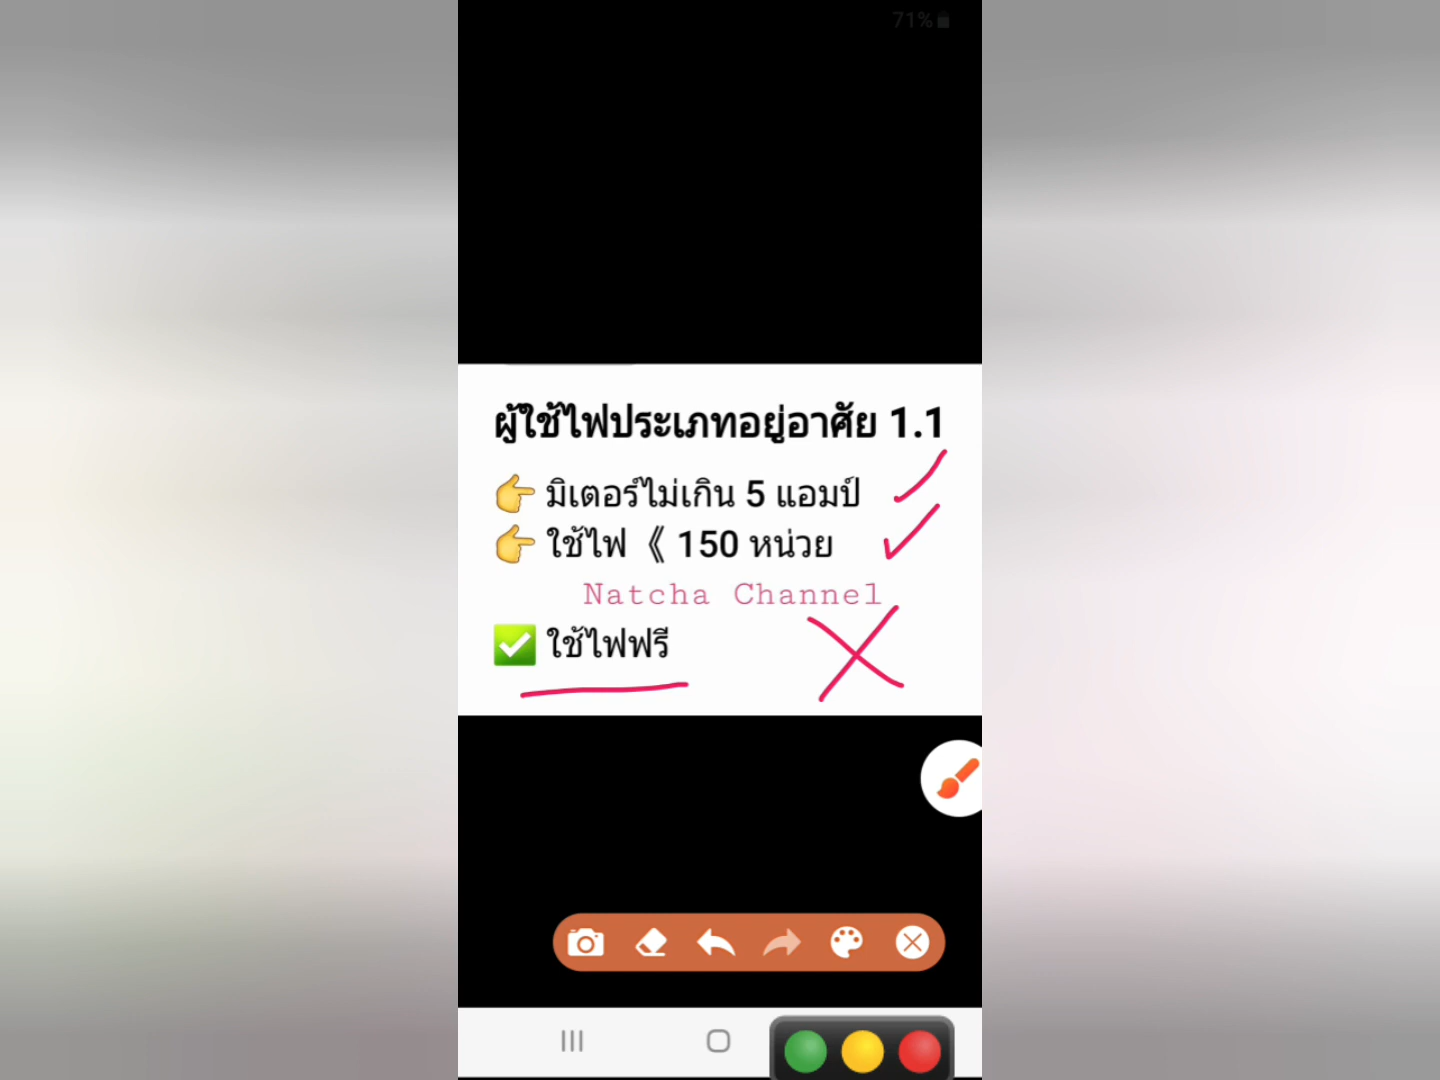 71%
ผู้ใช้ไฟประเภทอยู่อาศัย 1.1
👉 มิเตอร์ไม่เกิน 5 แอมป์
👉 ใช้ไฟ 《 150 หน่วย
Natcha Channel
✅ ใช้ไฟฟรี